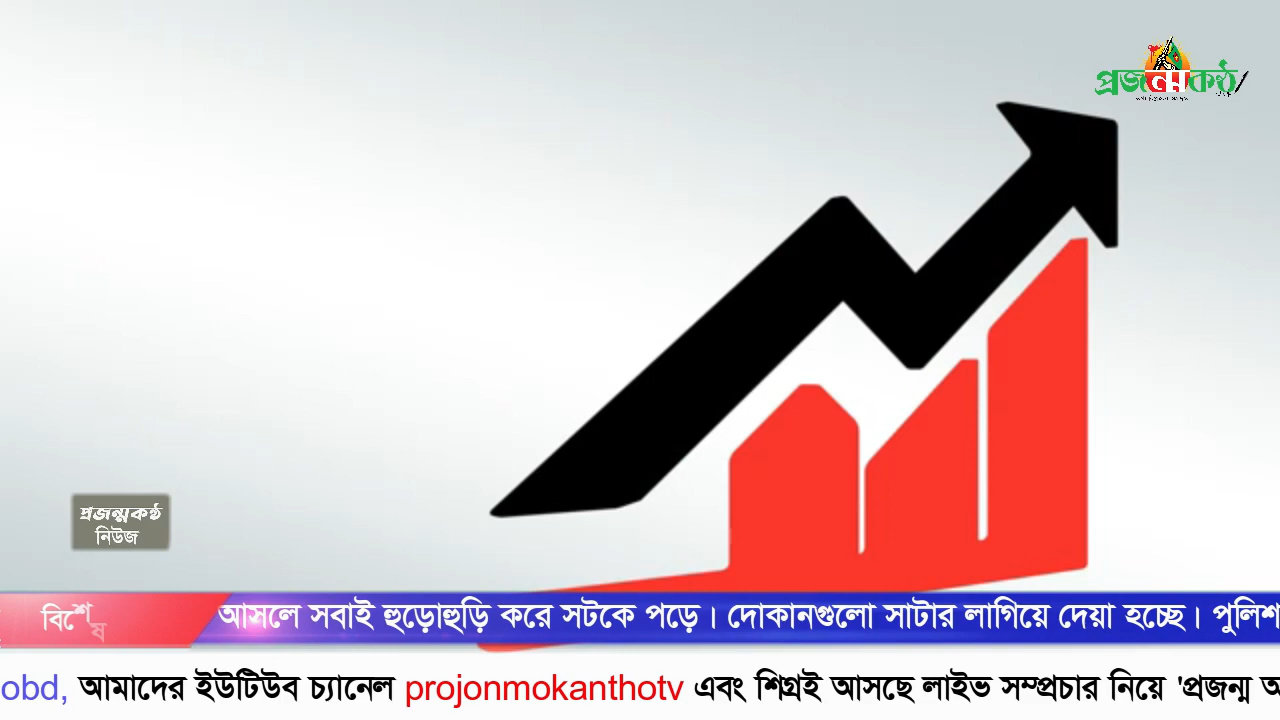 প্রজন্মকণ্ঠ
প্রজন্মকণ্ঠ
নিউজ
বিশেষ
আসলে সবাই হুড়োহুড়ি করে সটকে পড়ে। দোকানগুলো সাটার লাগিয়ে দেয়া হচ্ছে। পুলিশ
obd, আমাদের ইউটিউব চ্যানেল projonmokanthotv এবং শিগ্রই আসছে লাইভ সম্প্রচার নিয়ে 'প্রজন্ম